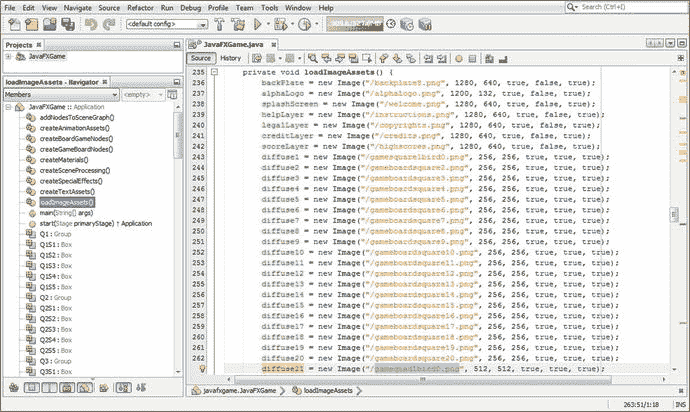 File Edit View Navigate Source Refactor Run Debug Profile Team Tools Window Help
Search (Ctrl+I)
<default config>
Projects
JavaFXGame
loadImageAssets - Navigator
Members
<empty>
JavaFXGame :: Application
addNodesToSceneGraph()
createAnimationAssets()
createBoardGameNodes()
createGameBoardNodes()
createMaterials()
createSceneProcessing()
createSpecialEffects()
createTextAssets()
loadImageAssets()
main(String[] args)
start(Stage primaryStage) ↑ Application
Q1 : Group
Q1S1 : Box
Q1S2 : Box
Q1S3 : Box
Q1S4 : Box
Q1S5 : Box
Q2 : Group
Q2S1 : Box
Q2S2 : Box
Q2S3 : Box
Q2S4 : Box
Q2S5 : Box
Q3 : Group
Q3S1 : Box
JavaFXGame.java
Source History
235 private void loadImageAssets() {
236 backPlate = new Image("/backplate8.png", 1280, 640, true, false, true);
237 alphaLogo = new Image("/alphalogo.png", 1200, 132, true, false, true);
238 splashScreen = new Image("/welcome.png", 1280, 640, true, false, true);
239 helpLayer = new Image("/instructions.png", 1280, 640, true, false, true);
240 legalLayer = new Image("/copyrights.png", 1280, 640, true, false, true);
241 creditLayer = new Image("/credits.png", 1280, 640, true, false, true);
242 scoreLayer = new Image("/highscores.png", 1280, 640, true, false, true);
243 diffuse1 = new Image("/gamesquare1bird0.png", 256, 256, true, true, true);
244 diffuse2 = new Image("/gameboardsquare2.png", 256, 256, true, true, true);
245 diffuse3 = new Image("/gameboardsquare3.png", 256, 256, true, true, true);
246 diffuse4 = new Image("/gameboardsquare4.png", 256, 256, true, true, true);
247 diffuse5 = new Image("/gameboardsquare5.png", 256, 256, true, true, true);
248 diffuse6 = new Image("/gameboardsquare6.png", 256, 256, true, true, true);
249 diffuse7 = new Image("/gameboardsquare7.png", 256, 256, true, true, true);
250 diffuse8 = new Image("/gameboardsquare8.png", 256, 256, true, true, true);
251 diffuse9 = new Image("/gameboardsquare9.png", 256, 256, true, true, true);
252 diffuse10 = new Image("/gameboardsquare10.png", 256, 256, true, true, true);
253 diffuse11 = new Image("/gameboardsquare11.png", 256, 256, true, true, true);
254 diffuse12 = new Image("/gameboardsquare12.png", 256, 256, true, true, true);
255 diffuse13 = new Image("/gameboardsquare13.png", 256, 256, true, true, true);
256 diffuse14 = new Image("/gameboardsquare14.png", 256, 256, true, true, true);
257 diffuse15 = new Image("/gameboardsquare15.png", 256, 256, true, true, true);
258 diffuse16 = new Image("/gameboardsquare16.png", 256, 256, true, true, true);
259 diffuse17 = new Image("/gameboardsquare17.png", 256, 256, true, true, true);
260 diffuse18 = new Image("/gameboardsquare18.png", 256, 256, true, true, true);
261 diffuse19 = new Image("/gameboardsquare19.png", 256, 256, true, true, true);
262 diffuse20 = new Image("/gameboardsquare20.png", 256, 256, true, true, true);
diffuse21 = new Image("/gamequad1bird0.png", 512, 512, true, true, true);
javafxgame.JavaFXGame
loadImageAssets
263:51/1:18 INS